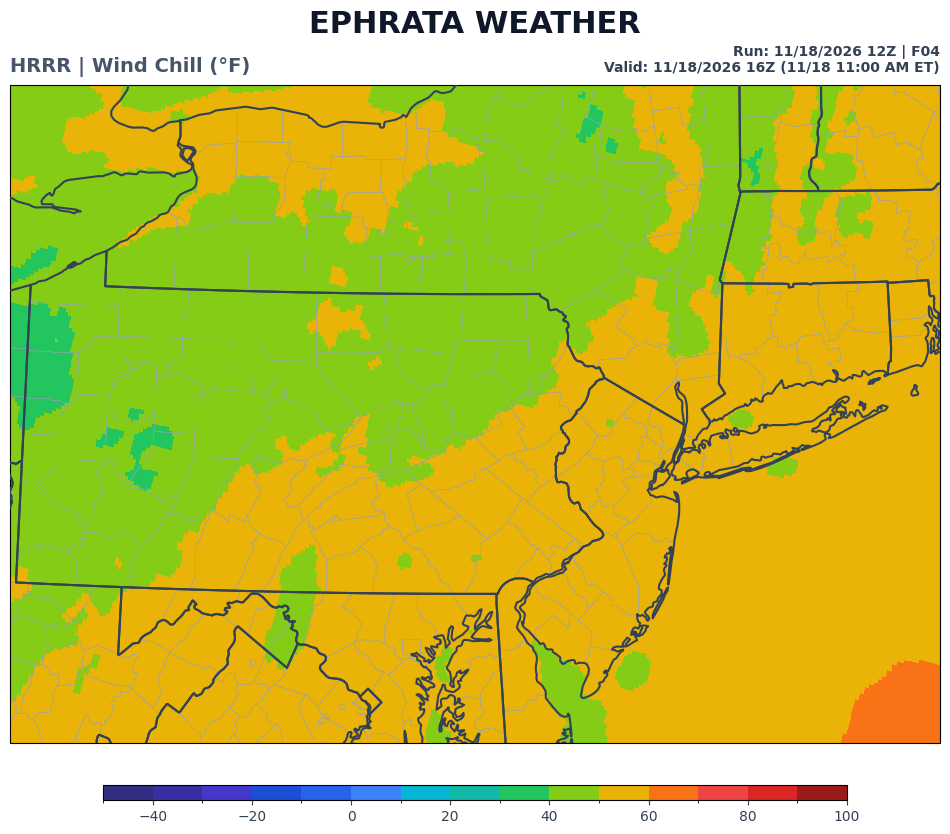 EPHRATA WEATHER
HRRR | Wind Chill (°F)
Run: 11/18/2026 12Z | F04
Valid: 11/18/2026 16Z (11/18 11:00 AM ET)
−40 −20 0 20 40 60 80 100